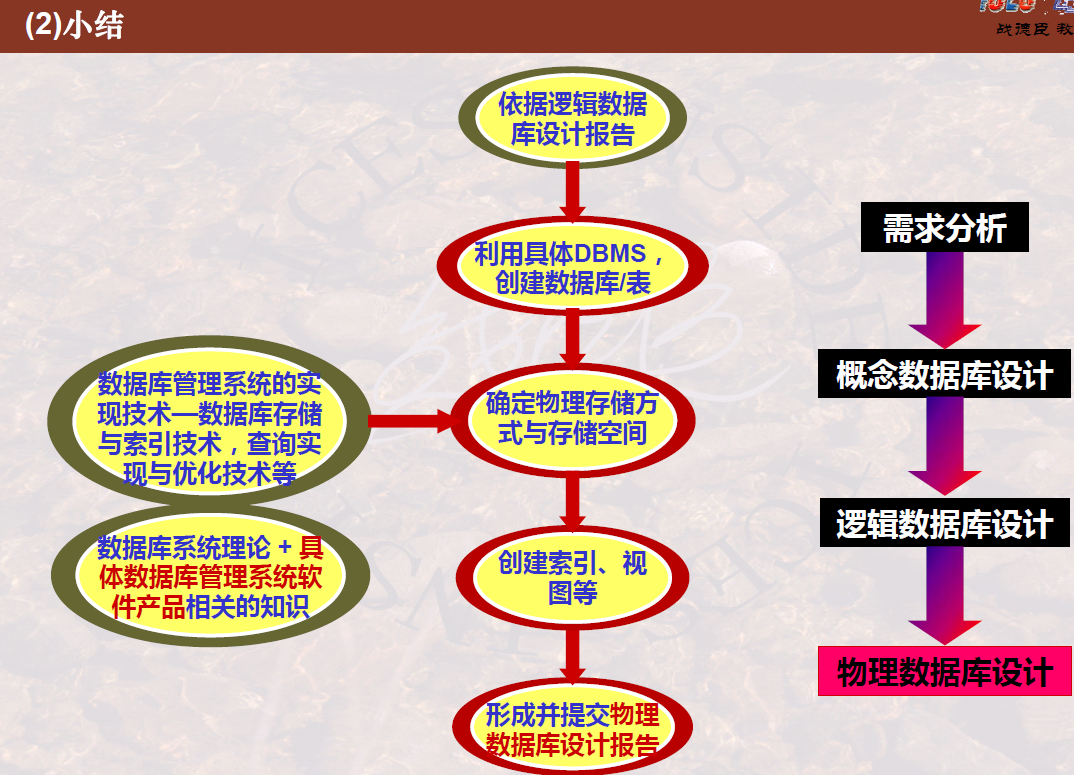 (2)小结
战德臣 教
依据逻辑数据
库设计报告
利用具体DBMS，
创建数据库/表
数据库管理系统的实
现技术—数据库存储
与索引技术，查询实
现与优化技术等
确定物理存储方
式与存储空间
数据库系统理论 + 具
体数据库管理系统软
件产品相关的知识
创建索引、视
图等
形成并提交物理
数据库设计报告
需求分析
概念数据库设计
逻辑数据库设计
物理数据库设计